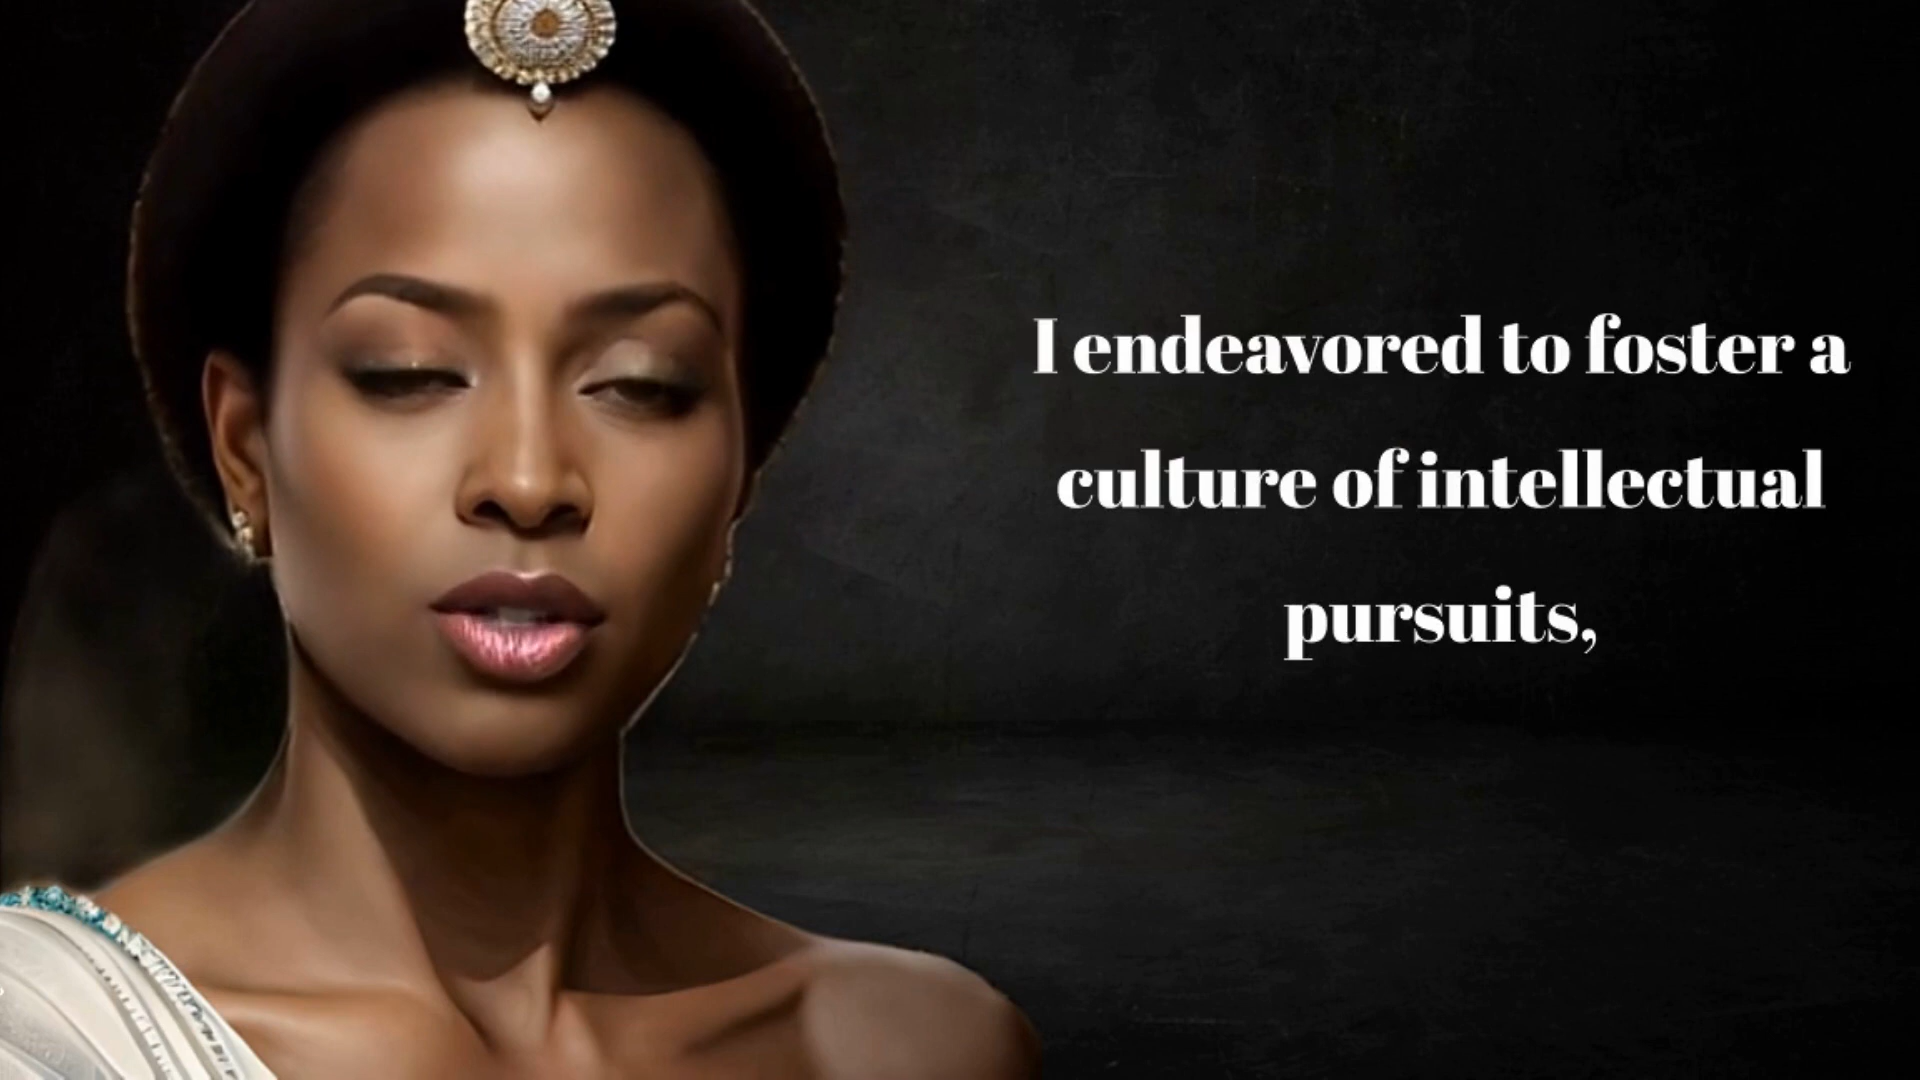 I endeavored to foster a
culture of intellectual
pursuits,